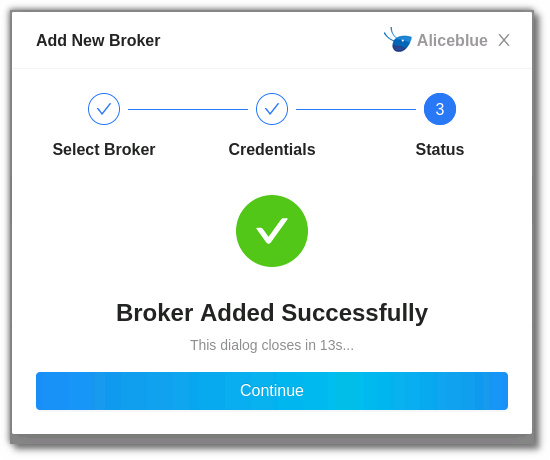 Add New Broker
Aliceblue
3
Select Broker
Credentials
Status
Broker Added Successfully
This dialog closes in 13s...
Continue